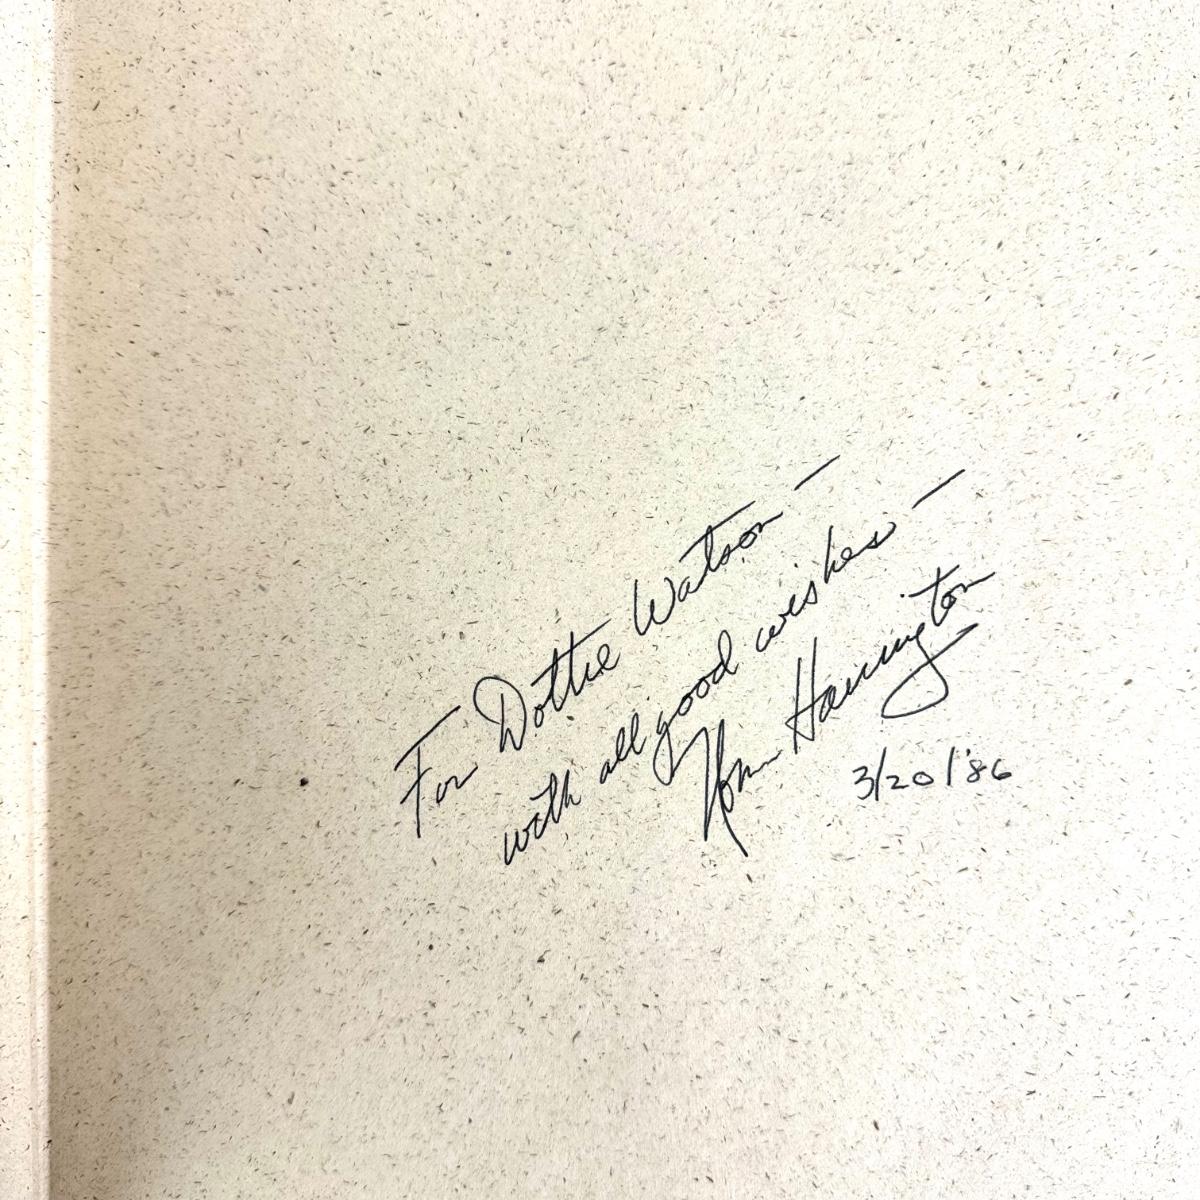 For Dottie Watson —
with all good wishes —
Harrington
3/20/'86